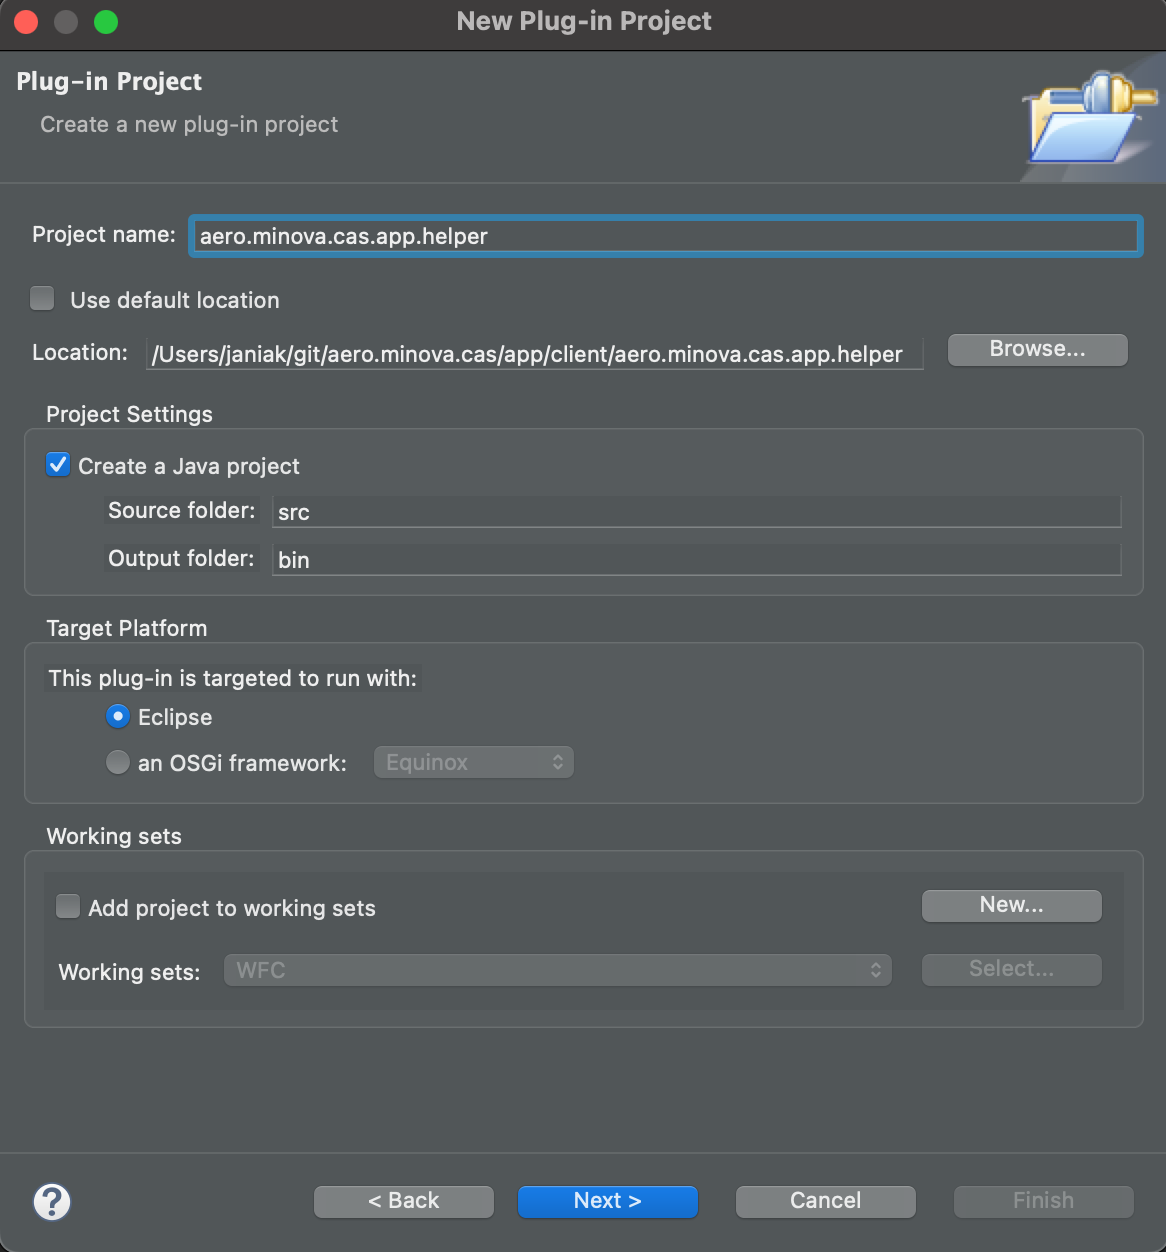 New Plug-in Project
Plug-in Project
Create a new plug-in project
Project name: aero.minova.cas.app.helper
Use default location
Location: /Users/janiak/git/aero.minova.cas/app/client/aero.minova.cas.app.helper Browse...
Project Settings
Create a Java project
Source folder: src
Output folder: bin
Target Platform
This plug-in is targeted to run with:
Eclipse
an OSGi framework: Equinox
Working sets
Add project to working sets New...
Working sets: WFC Select...
? < Back Next > Cancel Finish